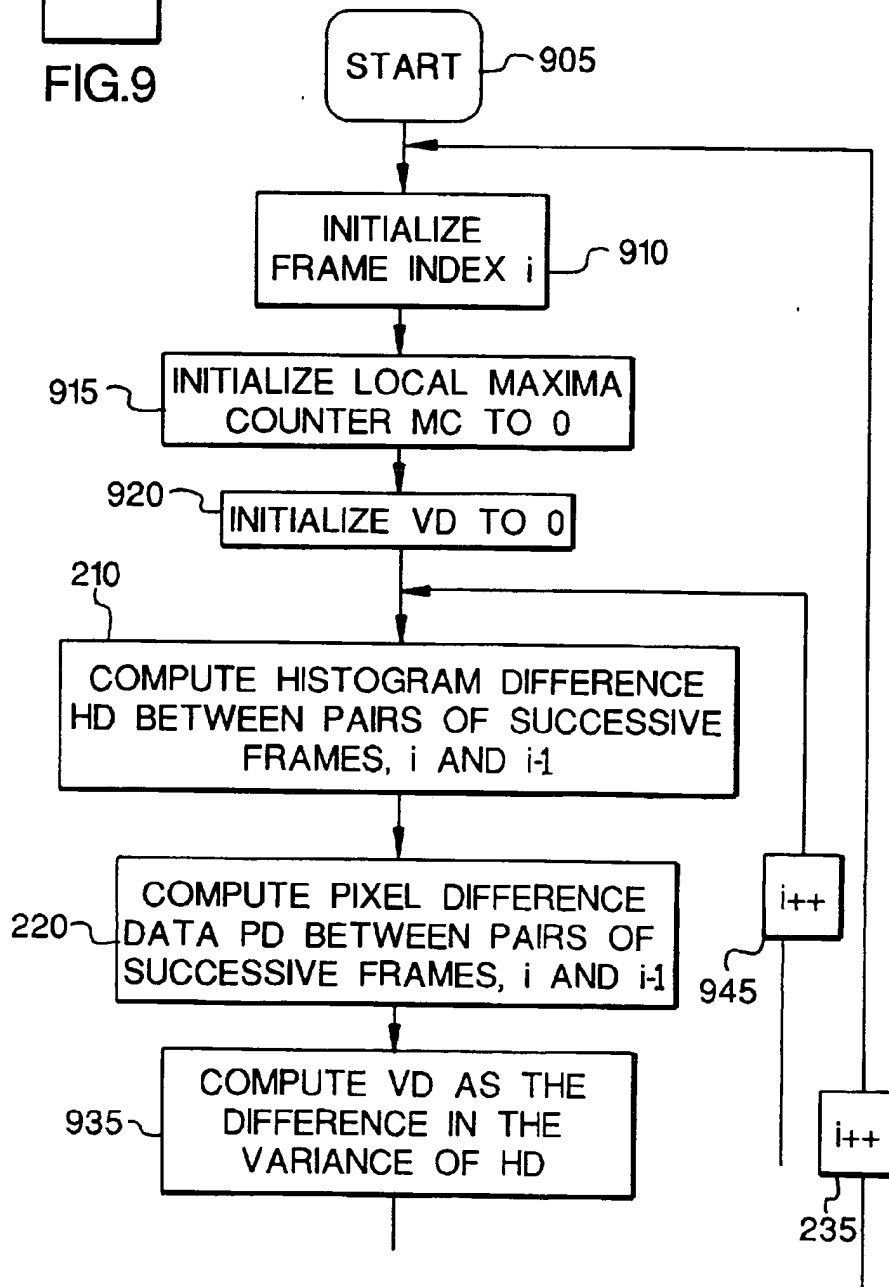 FIG.9
START
905
INITIALIZE
FRAME INDEX i
910
915
INITIALIZE LOCAL MAXIMA
COUNTER MC TO 0
920
INITIALIZE VD TO 0
210
COMPUTE HISTOGRAM DIFFERENCE
HD BETWEEN PAIRS OF SUCCESSIVE
FRAMES, i AND i-1
220
COMPUTE PIXEL DIFFERENCE
DATA PD BETWEEN PAIRS OF
SUCCESSIVE FRAMES, i AND i-1
i++
945
935
COMPUTE VD AS THE
DIFFERENCE IN THE
VARIANCE OF HD
i++
235